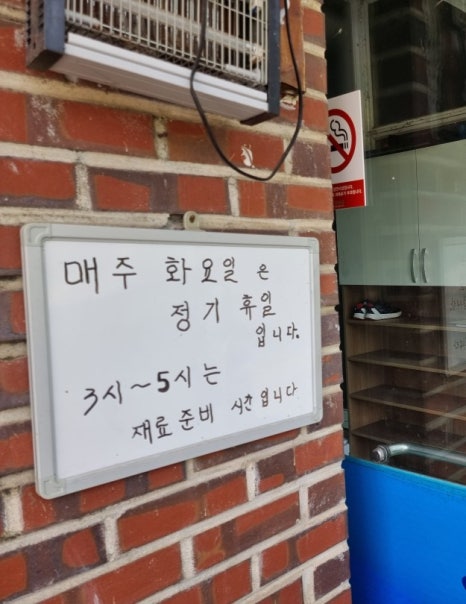 매주 화요일 은
정기 휴일
입니다.
3시~5시는
재료준비 시간입니다